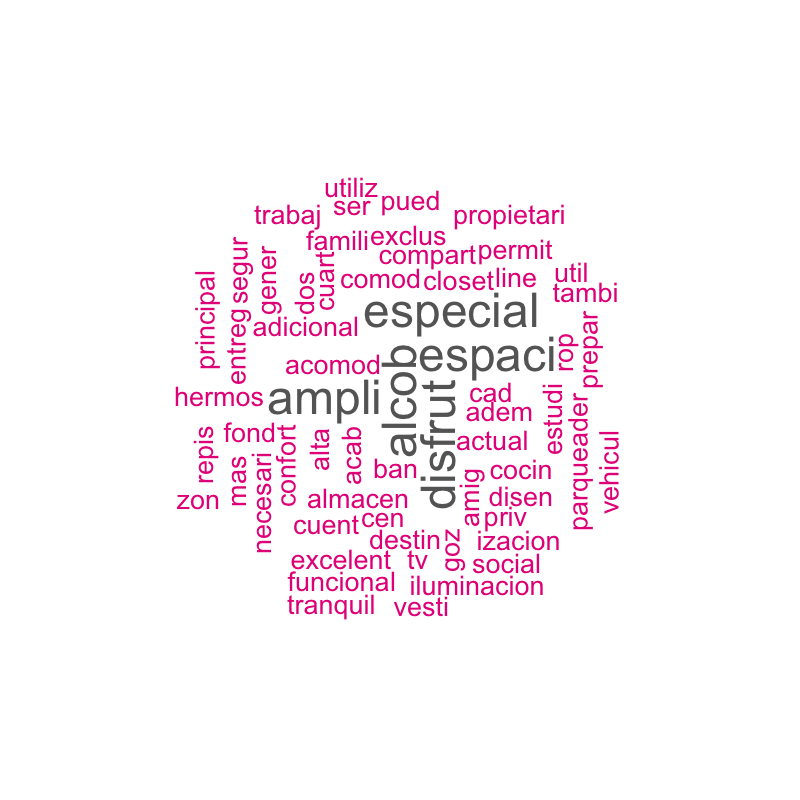 utiliz
ser
pued
trabaj
propietari
famili
exclus
compart
permit
segur
gener
dos
cuart
comod
closet
line
util
tambi
principal
entreg
adicional
especial
espaci
rop
prepar
acomod
hermos
ampli
alcob
disfrut
cad
adem
estudi
parqueader
vehicul
repis
fond
mas
necesari
confort
alta
acab
ban
actual
cocin
zon
almacen
amig
disen
cuent
cen
priv
destin
goz
izacion
excelent
tv
social
funcional
iluminacion
tranquil
vesti